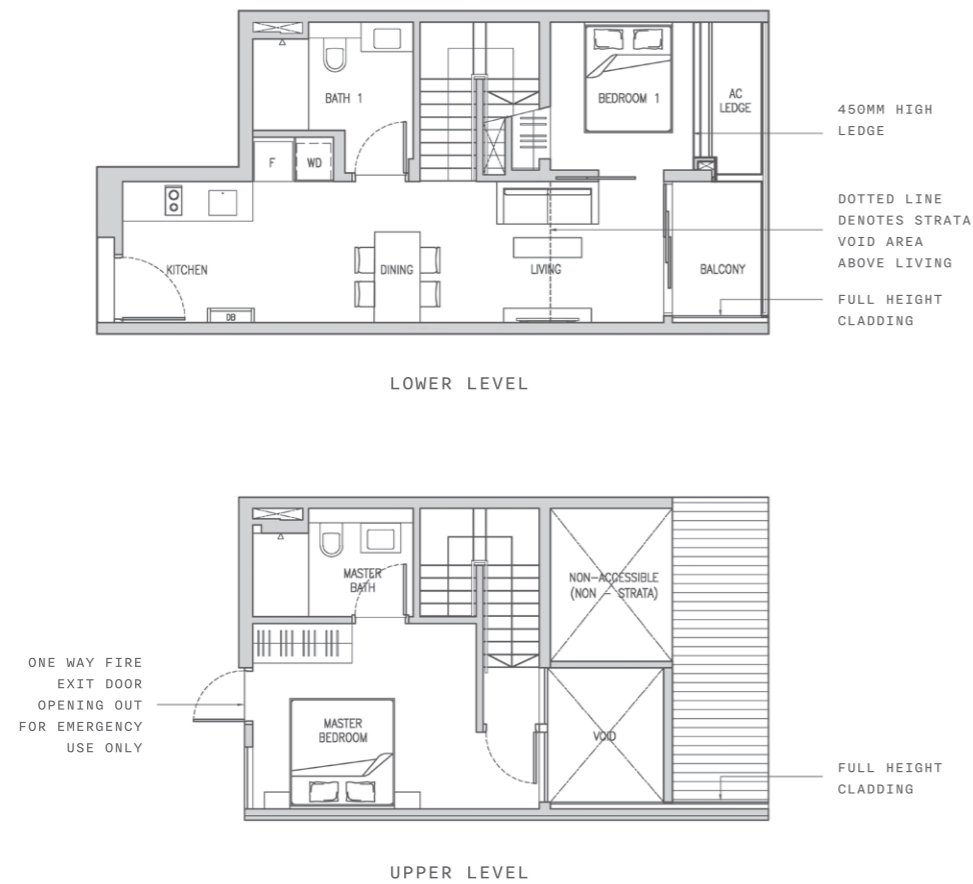 BATH 1
BEDROOM 1
AC
LEDGE
450MM HIGH
LEDGE
F
WD
DOTTED LINE
DENOTES STRATA
VOID AREA
ABOVE LIVING
KITCHEN
DINING
LIVING
BALCONY
FULL HEIGHT
CLADDING
DB
LOWER LEVEL
MASTER
BATH
NON-ACCESSIBLE
(NON - STRATA)
ONE WAY FIRE
EXIT DOOR
OPENING OUT
FOR EMERGENCY
USE ONLY
MASTER
BEDROOM
VOID
FULL HEIGHT
CLADDING
UPPER LEVEL